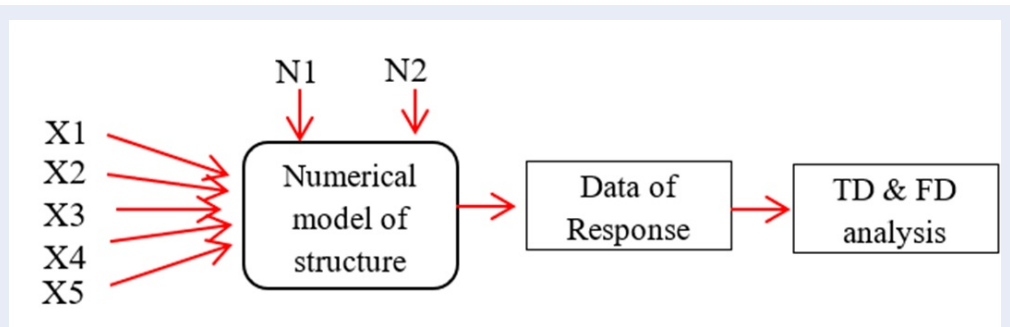 N1
N2
X1
X2
X3
X4
X5
Numerical
model of
structure
Data of
Response
TD & FD
analysis